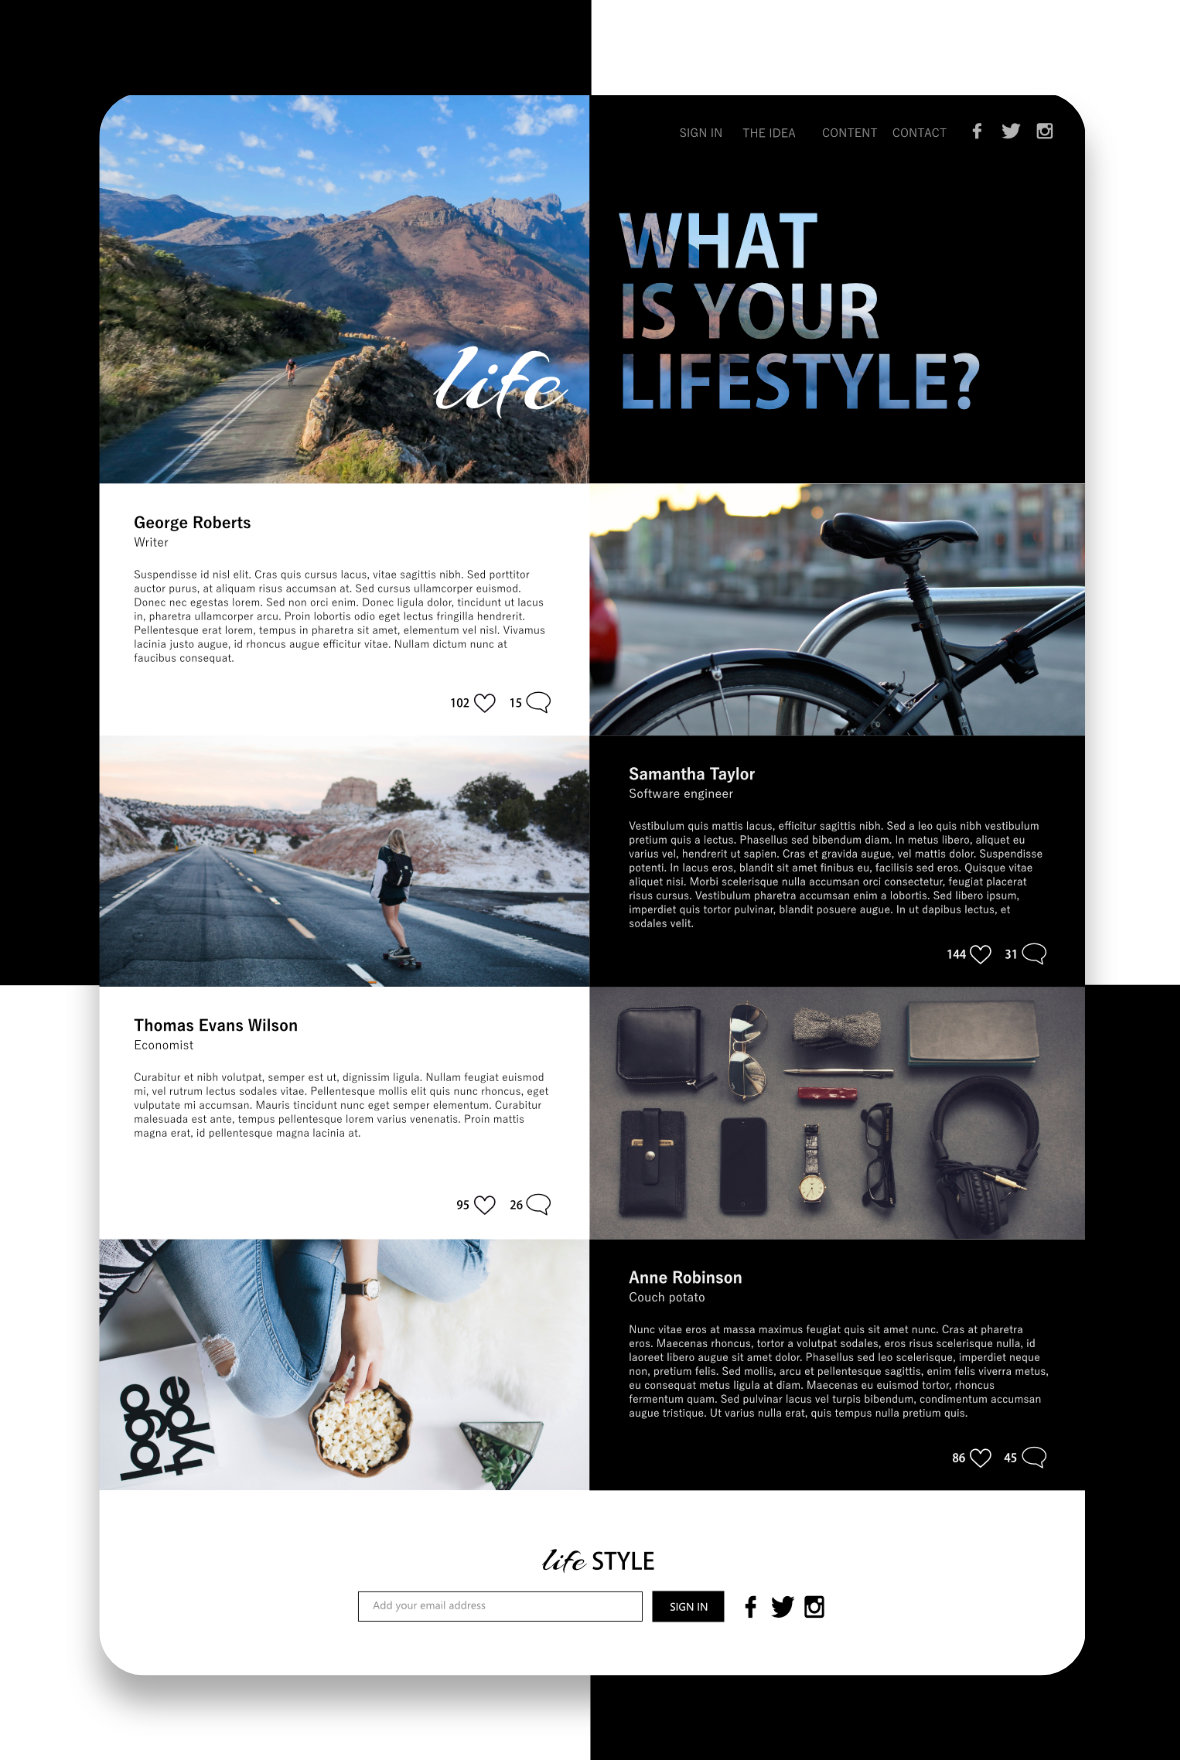 SIGN IN THE IDEA CONTENT CONTACT
life
WHAT
IS YOUR
LIFESTYLE?
George Roberts
Writer
Suspendisse id nisl elit. Cras quis cursus lacus, vitae sagittis nibh. Sed porttitor
auctor purus, at aliquam risus accumsan at. Sed cursus ullamcorper euismod.
Donec nec egestas lorem. Sed non orci enim. Donec ligula dolor, tincidunt ut lacus
in, pharetra ullamcorper arcu. Proin lobortis odio eget lectus fringilla hendrerit.
Pellentesque erat lorem, tempus in pharetra sit amet, elementum vel nisl. Vivamus
lacinia justo augue, id rhoncus augue efficitur vitae. Nullam dictum nunc at
faucibus consequat.
102 15
Samantha Taylor
Software engineer
Vestibulum quis mattis lacus, efficitur sagittis nibh. Sed a leo quis nibh vestibulum
pretium quis a lectus. Phasellus sed bibendum diam. In metus libero, aliquet eu
varius vel, hendrerit ut sapien. Cras et gravida augue, vel mattis dolor. Suspendisse
potenti. In lacus eros, blandit sit amet finibus eu, facilisis sed eros. Quisque vitae
aliquet nisi. Morbi scelerisque nulla accumsan orci consectetur, feugiat placerat
risus cursus. Vestibulum pharetra accumsan enim a lobortis. Sed libero ipsum,
imperdiet quis tortor pulvinar, blandit posuere augue. In ut dapibus lectus, et
sodales velit.
144 31
Thomas Evans Wilson
Economist
Curabitur et nibh volutpat, semper est ut, dignissim ligula. Nullam feugiat euismod
mi, vel rutrum lectus sodales vitae. Pellentesque mollis elit quis nunc rhoncus, eget
vulputate mi accumsan. Mauris tincidunt nunc eget semper elementum. Curabitur
malesuada est ante, tempus pellentesque lorem varius venenatis. Proin mattis
magna erat, id pellentesque magna lacinia at.
95 26
logo
type
Anne Robinson
Couch potato
Nunc vitae eros at massa maximus feugiat quis sit amet nunc. Cras at pharetra
eros. Maecenas rhoncus, tortor a volutpat sodales, eros risus scelerisque nulla, id
laoreet libero augue sit amet dolor. Phasellus sed leo scelerisque, imperdiet neque
non, pretium felis. Sed mollis, arcu et pellentesque sagittis, enim felis viverra metus,
eu consequat metus ligula at diam. Maecenas eu euismod tortor, rhoncus
fermentum quam. Sed pulvinar lacus vel turpis bibendum, condimentum accumsan
augue tristique. Ut varius nulla erat, quis tempus nulla pretium quis.
86 45
life STYLE
Add your email address SIGN IN